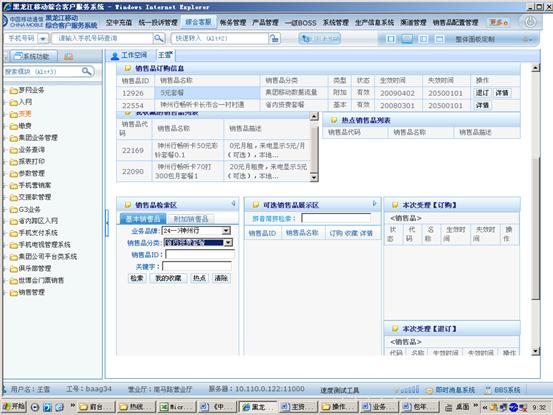 黑龙江移动综合客户服务系统 - Windows Internet Explorer
中国移动通信 CHINA MOBILE 黑龙江移动综合客户服务系统
空中充值 统一投诉管理 综合客服 帐务管理 产品管理 一级BOSS 系统管理 生产信息系统 渠道管理 销售品配置管理 更多
手机号码 请输入手机号码查询 快速转入 (Alt+2) 整体面板定制
系统功能
搜索模块 (Alt+3)
梦网业务
入网
变更
缴费
集团业务管理
业务查询
报表打印
参数管理
手机营销案
交接款管理
G3业务
省内跨区入网
手机支付系统
手机电视管理系统
集团公司平台类系统
俱乐部管理
世博会门票销售
销售管理
工作空间 王雪
销售品订购信息
销售品ID 销售品名称 销售品分类 类型 状态 生效时间 失效时间 操作
12926 5元套餐 集团移动数据流量 附加 有效 20090402 20500101 退订 详情
22554 神州行畅听卡长市合一时时通 省内资费套餐 基本 有效 20080301 20500101 详情
我收藏的销售品列表
销售品代码 销售品名称 销售品描述
22169 神州行畅听卡50元彩铃套餐0.1 0元月租，来电显示5元/月（可选），本地...
22090 神州行畅听卡70打300包月套餐1 20元月租费，来电显示5元（可选），本地...
热点销售品列表
销售品代码 销售品名称 销售品描述
销售品检索区
基本销售品 附加销售品
业务品牌： 24-->神州行
销售品分类： 省内资费套餐
销售品ID：
关键字：
检索 我的收藏 热点 清除
可选销售品展示区
拼音简拼检索：
销售品ID 销售品名称 订购 收藏 详情
本次受理【订购】
<销售品>
状态 代码 名称 生效时间 失效时间 操作
本次受理【退订】
<销售品>
代码 名称 生效时间 失效时间 操作
用户名：王雪 工号：baag34 营业厅：南马路营业厅 服务器：10.110.0.122:11000 速度测试工具 即时消息系统 BBS系统
开始 前台... 热线... Micr... 《中... 黑龙... 主资... 操作... 业务... 包年... 桌面 9:32